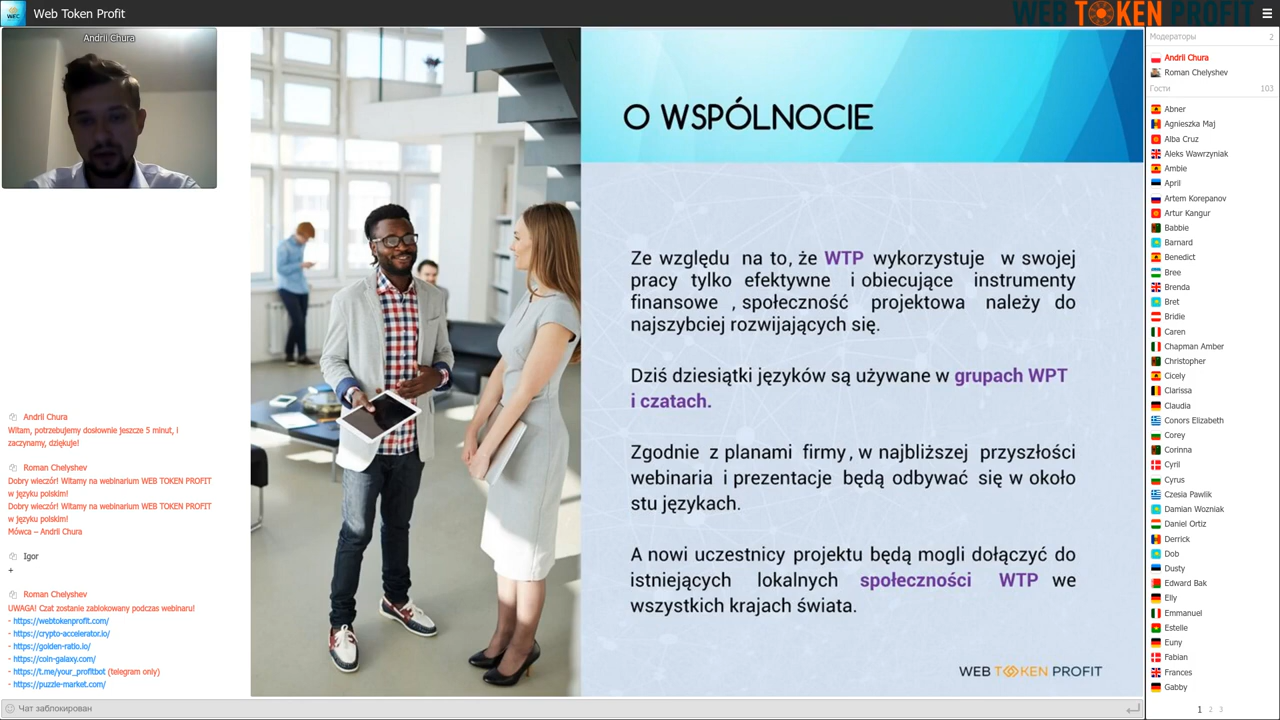 Web Token Profit
WEB TOKEN PROFIT
Andrii Chura
Andrii Chura
Witam, potrzebujemy dosłownie jeszcze 5 minut, i
zaczynamy, dziękuje!
Roman Chelyshev
Dobry wieczór! Witamy na webinarium WEB TOKEN PROFIT
w języku polskim!
Dobry wieczór! Witamy na webinarium WEB TOKEN PROFIT
w języku polskim!
Mówca – Andrii Chura
Igor
+
Roman Chelyshev
UWAGA! Czat zostanie zablokowany podczas webinaru!
- https://webtokenprofit.com/
- https://crypto-accelerator.io/
- https://golden-ratio.io/
- https://coin-galaxy.com/
- https://t.me/your_profitbot (telegram only)
- https://puzzle-market.com/
Чат заблокирован
O WSPÓLNOCIE
Ze względu na to, że WTP wykorzystuje w swojej
pracy tylko efektywne i obiecujące instrumenty
finansowe , społeczność projektowa należy do
najszybciej rozwijających się.
Dziś dziesiątki języków są używane w grupach WPT
i czatach.
Zgodnie z planami firmy, w najbliższej przyszłości
webinaria i prezentacje będą odbywać się w około
stu językach.
A nowi uczestnicy projektu będą mogli dołączyć do
istniejących lokalnych społeczności WTP we
wszystkich krajach świata.
WEB TOKEN PROFIT
Модераторы 2
Andrii Chura
Roman Chelyshev
Гости 103
Abner
Agnieszka Maj
Alba Cruz
Aleks Wawrzyniak
Ambie
April
Artem Korepanov
Artur Kangur
Babbie
Barnard
Benedict
Bree
Brenda
Bret
Bridie
Caren
Chapman Amber
Christopher
Cicely
Clarissa
Claudia
Conors Elizabeth
Corey
Corinna
Cyril
Cyrus
Czesia Pawlik
Damian Wozniak
Daniel Ortiz
Derrick
Dob
Dusty
Edward Bak
Elly
Emmanuel
Estelle
Euny
Fabian
Frances
Gabby
1 2 3